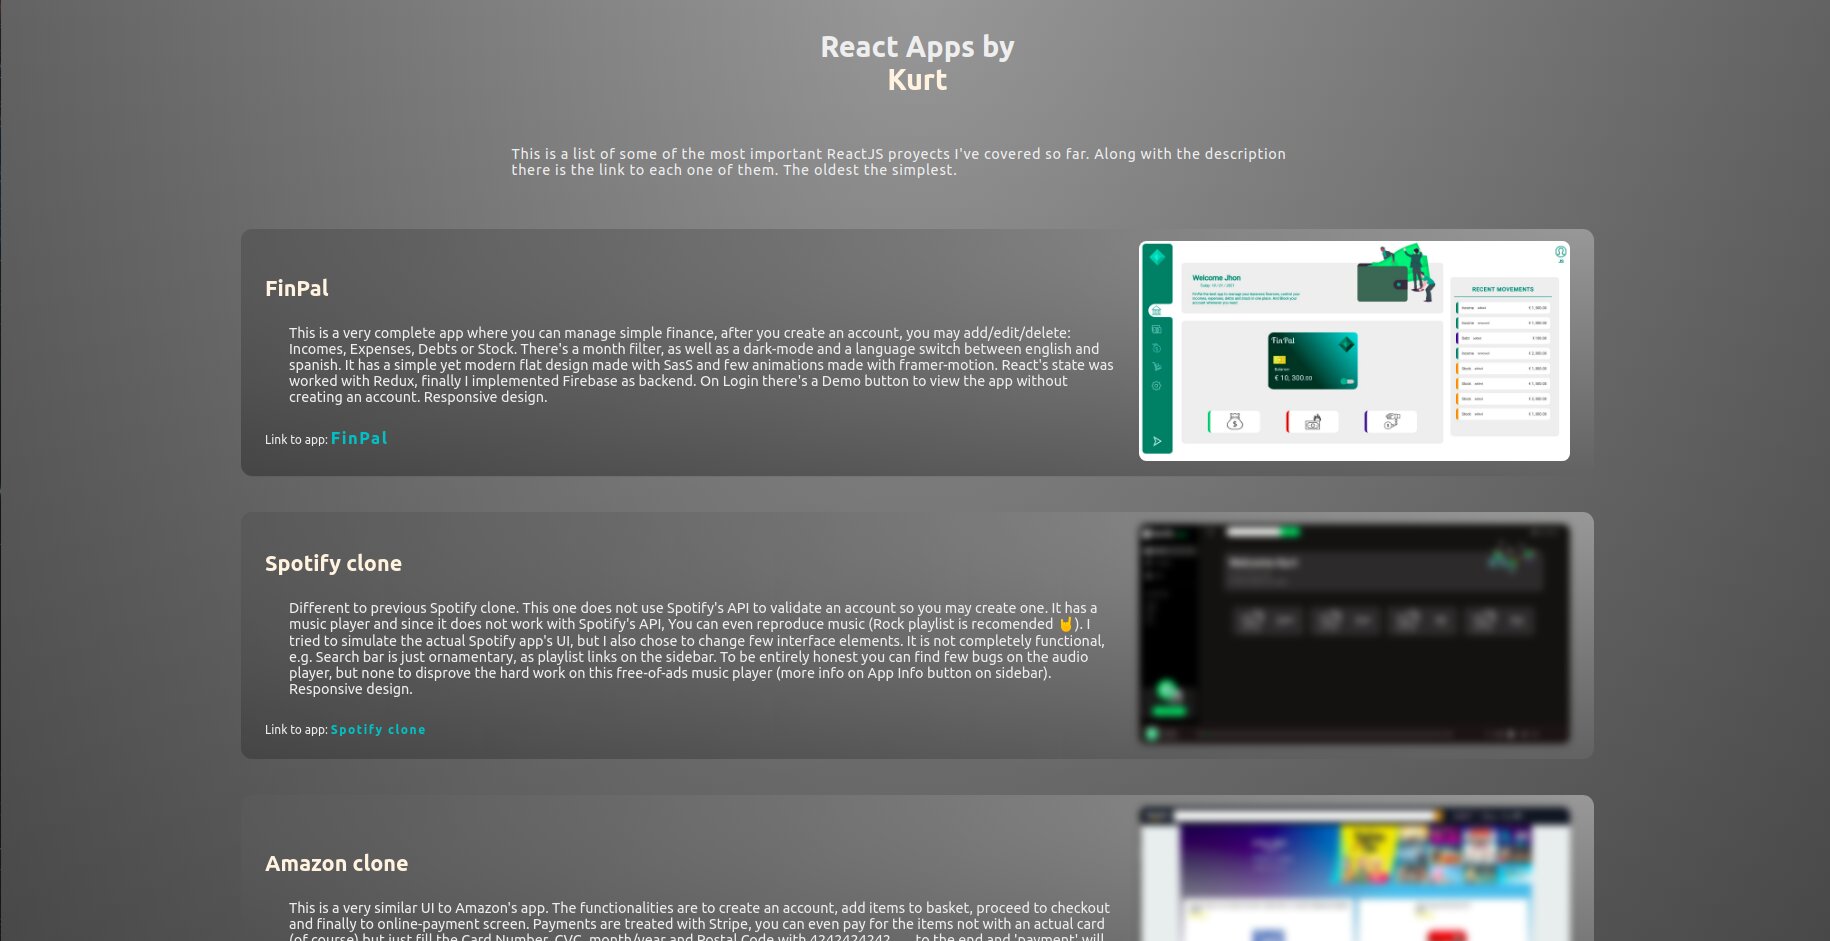 React Apps by
Kurt
This is a list of some of the most important ReactJS proyects I've covered so far. Along with the description
there is the link to each one of them. The oldest the simplest.
FinPal
This is a very complete app where you can manage simple finance, after you create an account, you may add/edit/delete:
Incomes, Expenses, Debts or Stock. There's a month filter, as well as a dark-mode and a language switch between english and
spanish. It has a simple yet modern flat design made with SasS and few animations made with framer-motion. React's state was
worked with Redux, finally I implemented Firebase as backend. On Login there's a Demo button to view the app without
creating an account. Responsive design.
Link to app: FinPal
Welcome Jhon
FinPal
€ 10, 300.00
RECENT MOVEMENTS
Spotify clone
Different to previous Spotify clone. This one does not use Spotify's API to validate an account so you may create one. It has a
music player and since it does not work with Spotify's API, You can even reproduce music (Rock playlist is recomended 🤘). I
tried to simulate the actual Spotify app's UI, but I also chose to change few interface elements. It is not completely functional,
e.g. Search bar is just ornamentary, as playlist links on the sidebar. To be entirely honest you can find few bugs on the audio
player, but none to disprove the hard work on this free-of-ads music player (more info on App Info button on sidebar).
Responsive design.
Link to app: Spotify clone
Amazon clone
This is a very similar UI to Amazon's app. The functionalities are to create an account, add items to basket, proceed to checkout
and finally to online-payment screen. Payments are treated with Stripe, you can even pay for the items not with an actual card
(of course) but just fill the Card Number, CVC, month/year and Postal Code with 4242424242..... to the end and 'payment' will